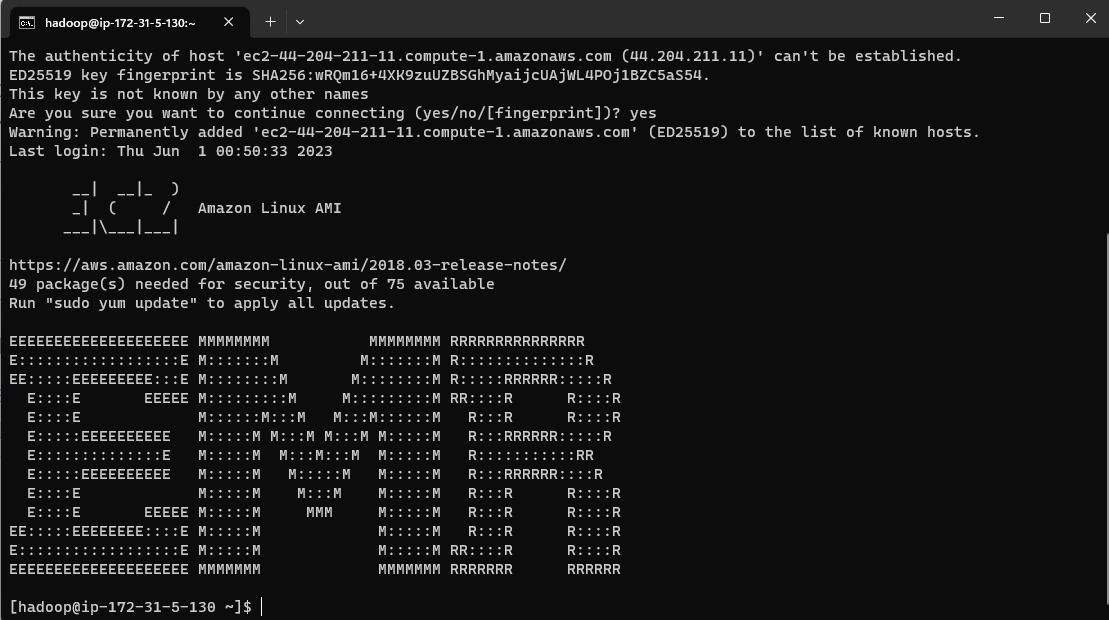 hadoop@ip-172-31-5-130:~
The authenticity of host 'ec2-44-204-211-11.compute-1.amazonaws.com (44.204.211.11)' can't be established.
ED25519 key fingerprint is SHA256:wRQm16+4XK9zuUZBSGhMyaijcUAjWL4POj1BZC5aS54.
This key is not known by any other names
Are you sure you want to continue connecting (yes/no/[fingerprint])? yes
Warning: Permanently added 'ec2-44-204-211-11.compute-1.amazonaws.com' (ED25519) to the list of known hosts.
Last login: Thu Jun  1 00:50:33 2023
       __|  __|_  )
       _|  (     /   Amazon Linux AMI
      ___|\___|___|
https://aws.amazon.com/amazon-linux-ami/2018.03-release-notes/
49 package(s) needed for security, out of 75 available
Run "sudo yum update" to apply all updates.
EEEEEEEEEEEEEEEEEEEE MMMMMMMM           MMMMMMMM RRRRRRRRRRRRRRR
E::::::::::::::::::E M:::::::M         M:::::::M R::::::::::::::R
EE:::::EEEEEEEEE:::E M::::::::M       M::::::::M R:::::RRRRRR:::::R
  E::::E       EEEEE M:::::::::M     M:::::::::M RR::::R      R::::R
  E::::E             M::::::M:::M   M:::M::::::M   R:::R      R::::R
  E:::::EEEEEEEEEE   M:::::M M:::M M:::M M:::::M   R:::RRRRRR:::::R
  E::::::::::::::E   M:::::M  M:::M:::M  M:::::M   R:::::::::::RR
  E:::::EEEEEEEEEE   M:::::M   M:::::M   M:::::M   R:::RRRRRR::::R
  E::::E             M:::::M    M:::M    M:::::M   R:::R      R::::R
  E::::E       EEEEE M:::::M     MMM     M:::::M   R:::R      R::::R
EE:::::EEEEEEEE::::E M:::::M             M:::::M   R:::R      R::::R
E::::::::::::::::::E M:::::M             M:::::M RR::::R      R::::R
EEEEEEEEEEEEEEEEEEEE MMMMMMM             MMMMMMM RRRRRRR      RRRRRR
[hadoop@ip-172-31-5-130 ~]$